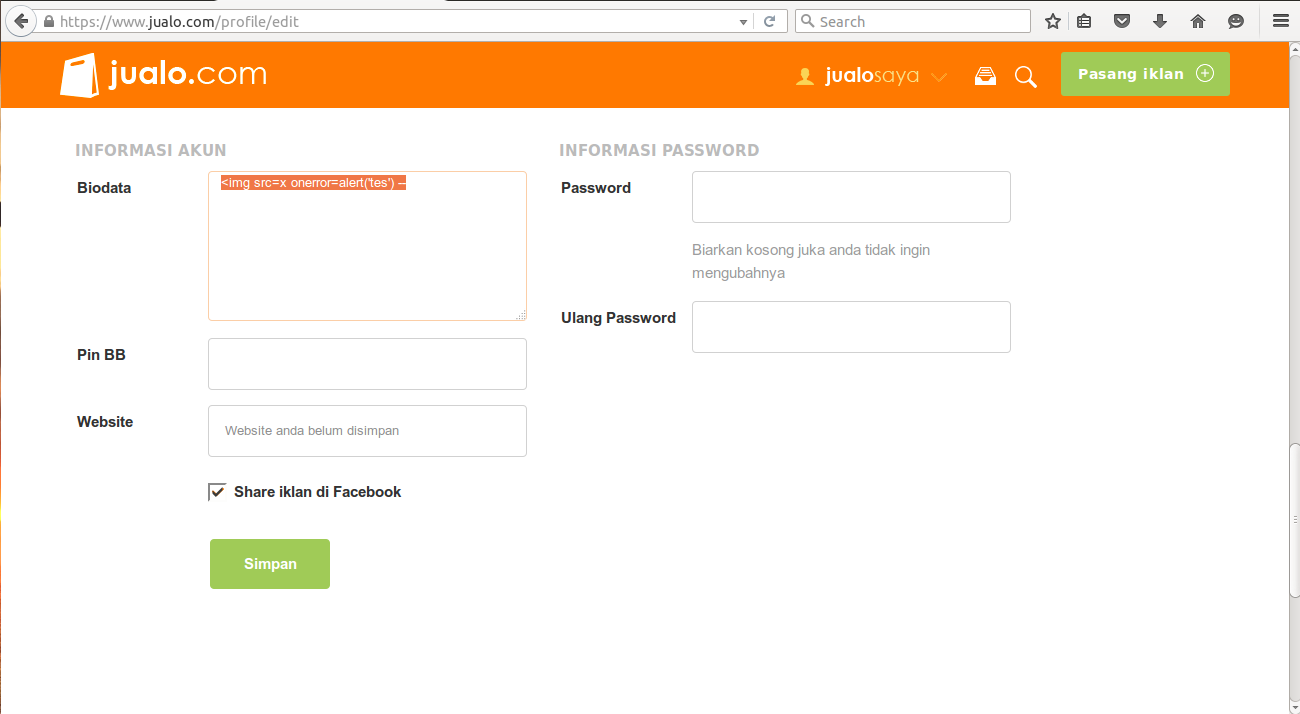 https://www.jualo.com/profile/edit
Search
jualo.com
jualosaya
Pasang iklan
INFORMASI AKUN
Biodata
<img src=x onerror=alert('tes') --
Pin BB
Website
Website anda belum disimpan
Share iklan di Facebook
Simpan
INFORMASI PASSWORD
Password
Biarkan kosong juka anda tidak ingin
mengubahnya
Ulang Password